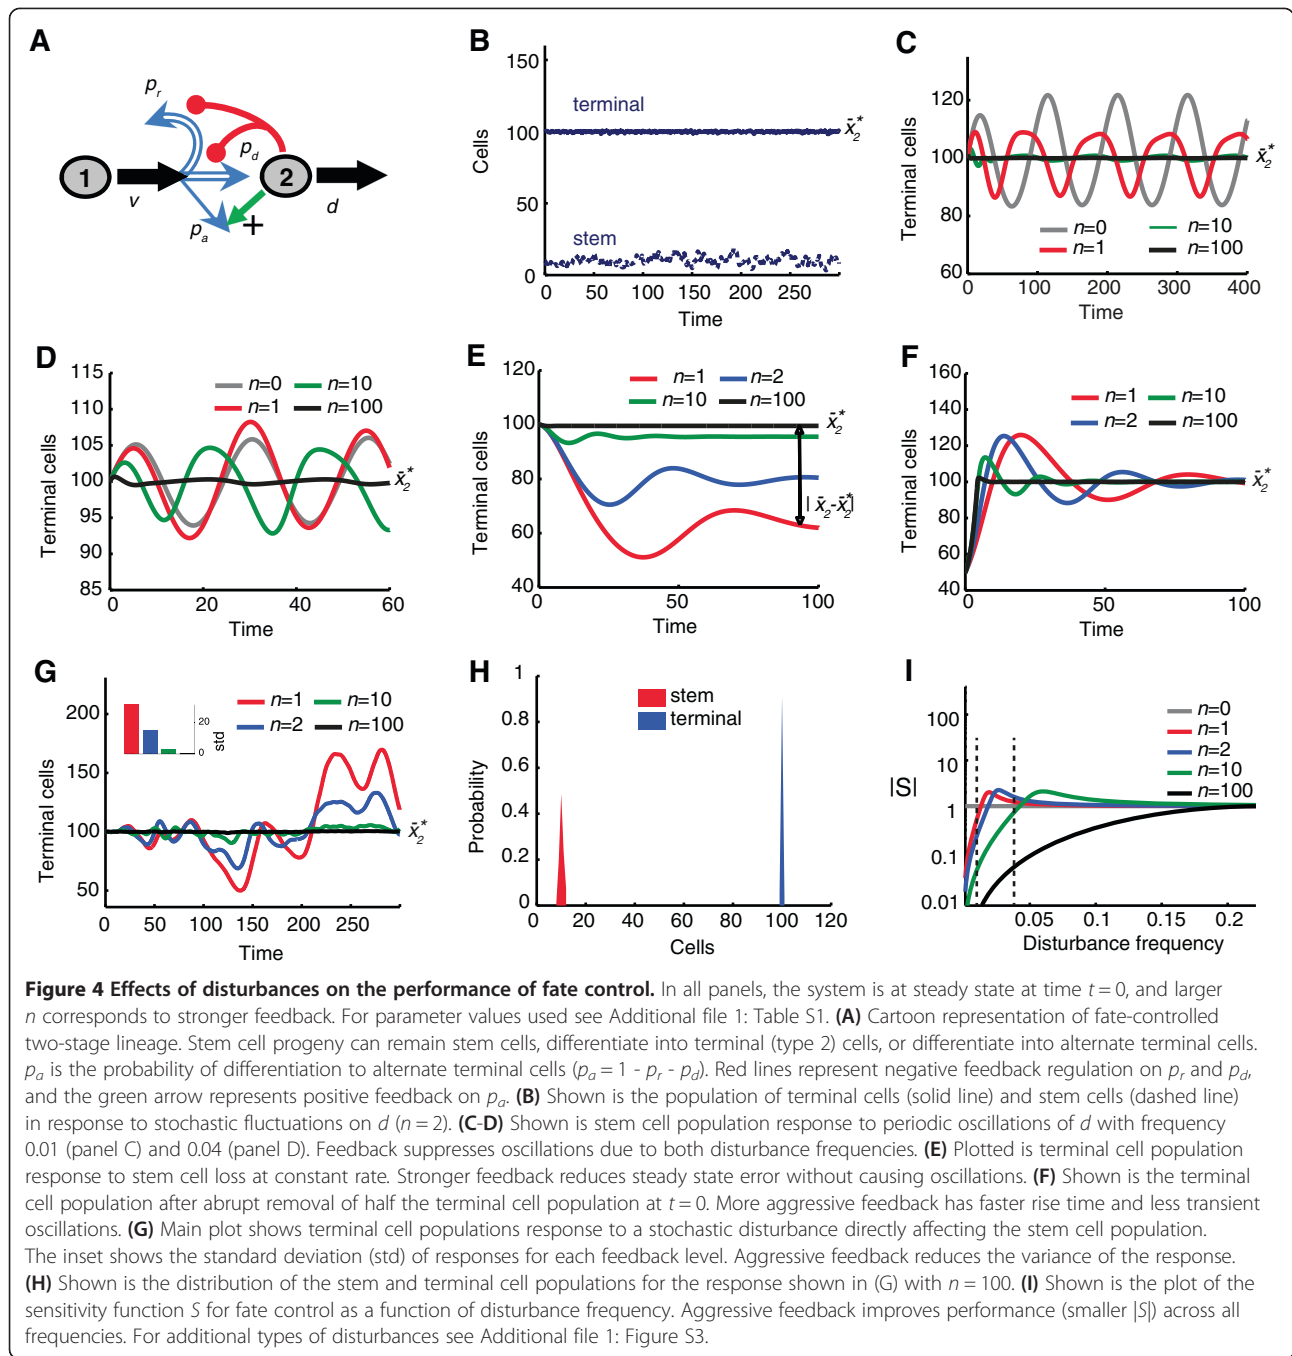 A
p_r
p_d
1
2
v
d
p_a
+
B
150
100
50
0
Cells
terminal
x̄₂*
stem
0 50 100 150 200 250
Time
C
120
100
80
60
Terminal cells
x̄₂*
n=0 n=10
n=1 n=100
0 100 200 300 400
Time
D
115
110
105
100
95
90
85
Terminal cells
n=0 n=10
n=1 n=100
x̄₂*
0 20 40 60
Time
E
120
100
80
60
40
Terminal cells
n=1 n=2
n=10 n=100
x̄₂*
|x̄₂-x̄₂*|
0 50 100
Time
F
160
140
120
100
80
60
40
Terminal cells
n=1 n=10
n=2 n=100
x̄₂*
0 50 100
Time
G
200
150
100
50
Terminal cells
20
0
std
n=1 n=10
n=2 n=100
x̄₂*
0 50 100 150 200 250
Time
H
1
0.8
0.6
0.4
0.2
0
Probability
stem
terminal
0 20 40 60 80 100 120
Cells
I
100
10
1
0.1
0.01
|S|
n=0
n=1
n=2
n=10
n=100
0.05 0.1 0.15 0.2
Disturbance frequency
Figure 4 Effects of disturbances on the performance of fate control. In all panels, the system is at steady state at time t = 0, and larger
n corresponds to stronger feedback. For parameter values used see Additional file 1: Table S1. (A) Cartoon representation of fate-controlled
two-stage lineage. Stem cell progeny can remain stem cells, differentiate into terminal (type 2) cells, or differentiate into alternate terminal cells.
p_a is the probability of differentiation to alternate terminal cells (p_a = 1 - p_r - p_d). Red lines represent negative feedback regulation on p_r and p_d,
and the green arrow represents positive feedback on p_a. (B) Shown is the population of terminal cells (solid line) and stem cells (dashed line)
in response to stochastic fluctuations on d (n = 2). (C-D) Shown is stem cell population response to periodic oscillations of d with frequency
0.01 (panel C) and 0.04 (panel D). Feedback suppresses oscillations due to both disturbance frequencies. (E) Plotted is terminal cell population
response to stem cell loss at constant rate. Stronger feedback reduces steady state error without causing oscillations. (F) Shown is the terminal
cell population after abrupt removal of half the terminal cell population at t = 0. More aggressive feedback has faster rise time and less transient
oscillations. (G) Main plot shows terminal cell populations response to a stochastic disturbance directly affecting the stem cell population.
The inset shows the standard deviation (std) of responses for each feedback level. Aggressive feedback reduces the variance of the response.
(H) Shown is the distribution of the stem and terminal cell populations for the response shown in (G) with n = 100. (I) Shown is the plot of the
sensitivity function S for fate control as a function of disturbance frequency. Aggressive feedback improves performance (smaller |S|) across all
frequencies. For additional types of disturbances see Additional file 1: Figure S3.